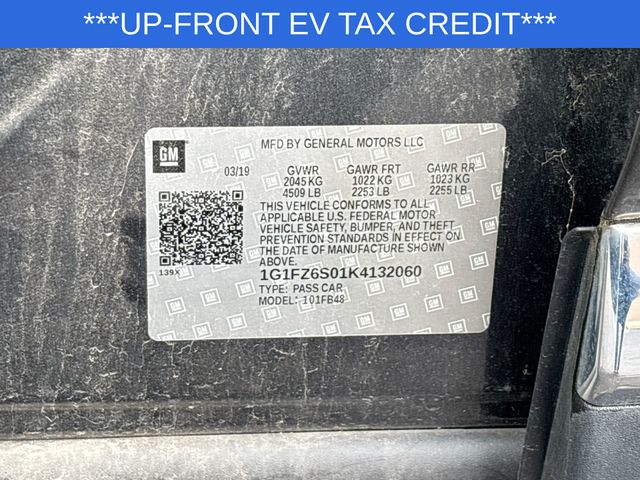 ***UP-FRONT EV TAX CREDIT***
GM
MFD BY GENERAL MOTORS LLC
03/19 GVWR GAWR FRT GAWR RR
2045 KG 1022 KG 1023 KG
4509 LB 2253 LB 2255 LB
THIS VEHICLE CONFORMS TO ALL
APPLICABLE U.S. FEDERAL MOTOR
VEHICLE SAFETY, BUMPER, AND THEFT
PREVENTION STANDARDS IN EFFECT ON
THE DATE OF MANUFACTURE SHOWN
ABOVE.
139X
1G1FZ6S01K4132060
TYPE: PASS CAR
MODEL: 101FB48